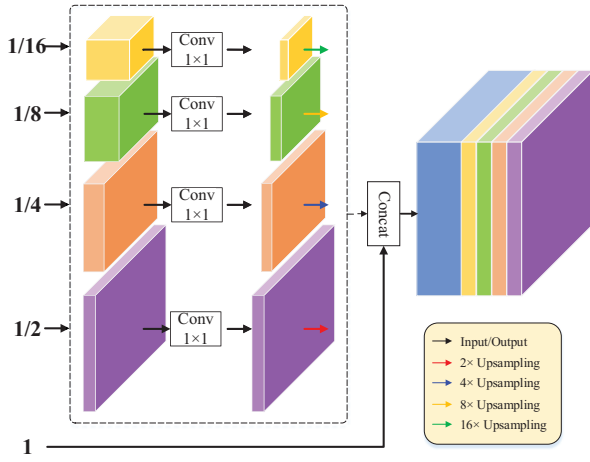 1/16
Conv
1×1
1/8
Conv
1×1
1/4
Conv
1×1
Concat
1/2
Conv
1×1
1
Input/Output
2× Upsampling
4× Upsampling
8× Upsampling
16× Upsampling